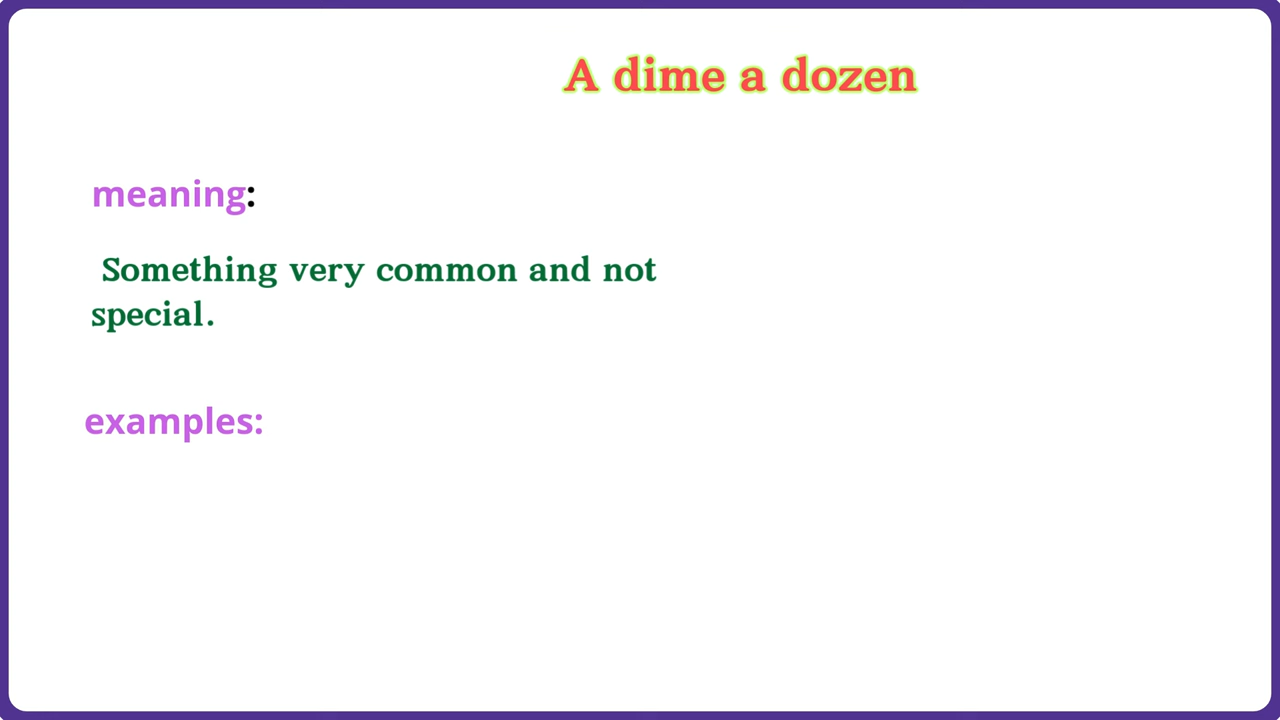 A dime a dozen
meaning:
Something very common and not
special.
examples: